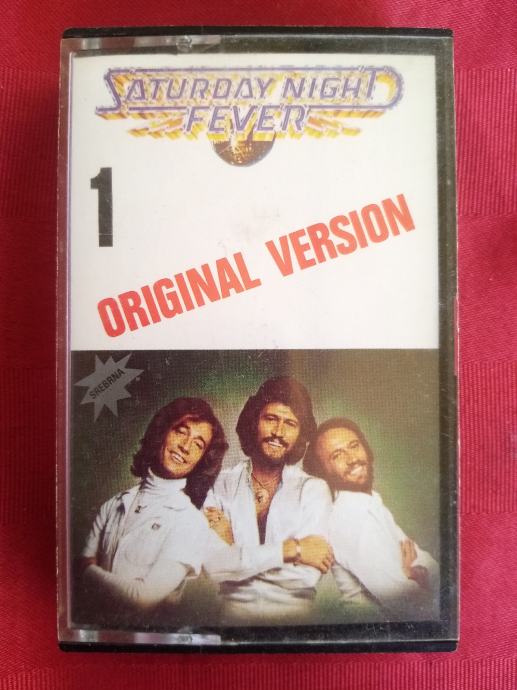 SATURDAY NIGHT
FEVER
1
ORIGINAL VERSION
SREBRNA